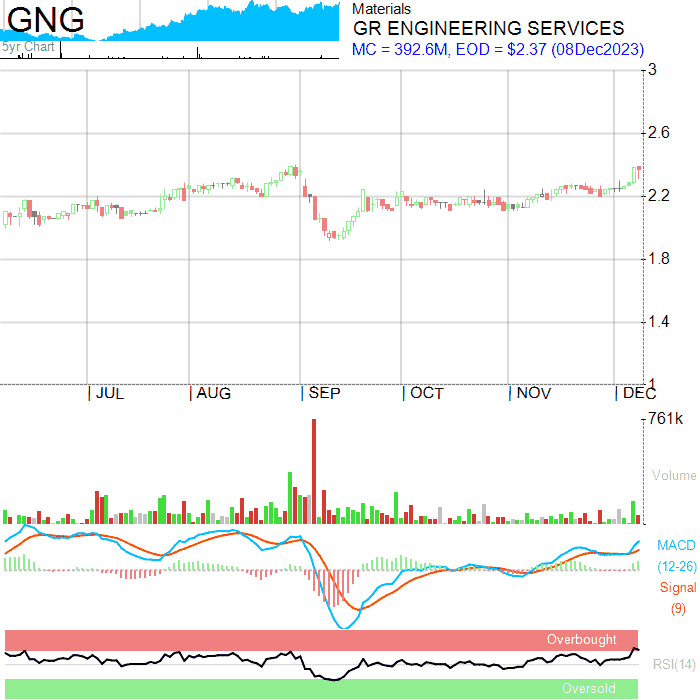 GNG
5yr Chart
Materials
GR ENGINEERING SERVICES
MC = 392.6M, EOD = $2.37 (08Dec2023)
3
2.6
2.2
1.8
1.4
1
JUL AUG SEP OCT NOV DEC
761k
Volume
MACD
(12-26)
Signal
(9)
Overbought
RSI(14)
Oversold